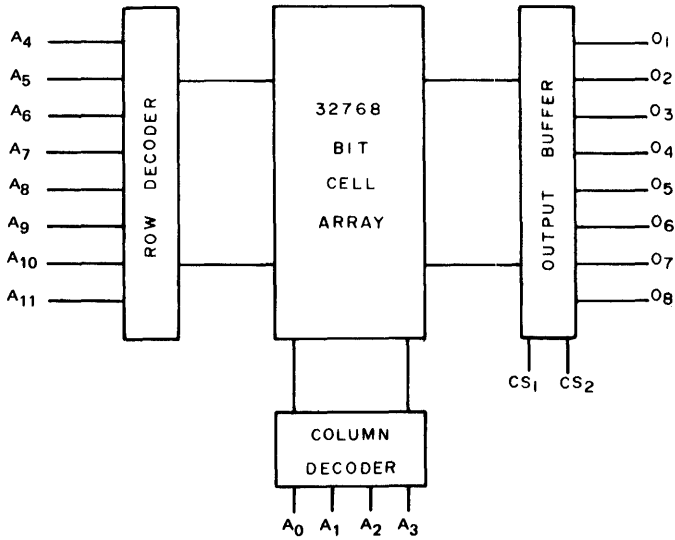 A4
A5
A6
A7
A8
A9
A10
A11
ROW DECODER
32768
BIT
CELL
ARRAY
OUTPUT BUFFER
O1
O2
O3
O4
O5
O6
O7
O8
CS1 CS2
COLUMN
DECODER
A0 A1 A2 A3